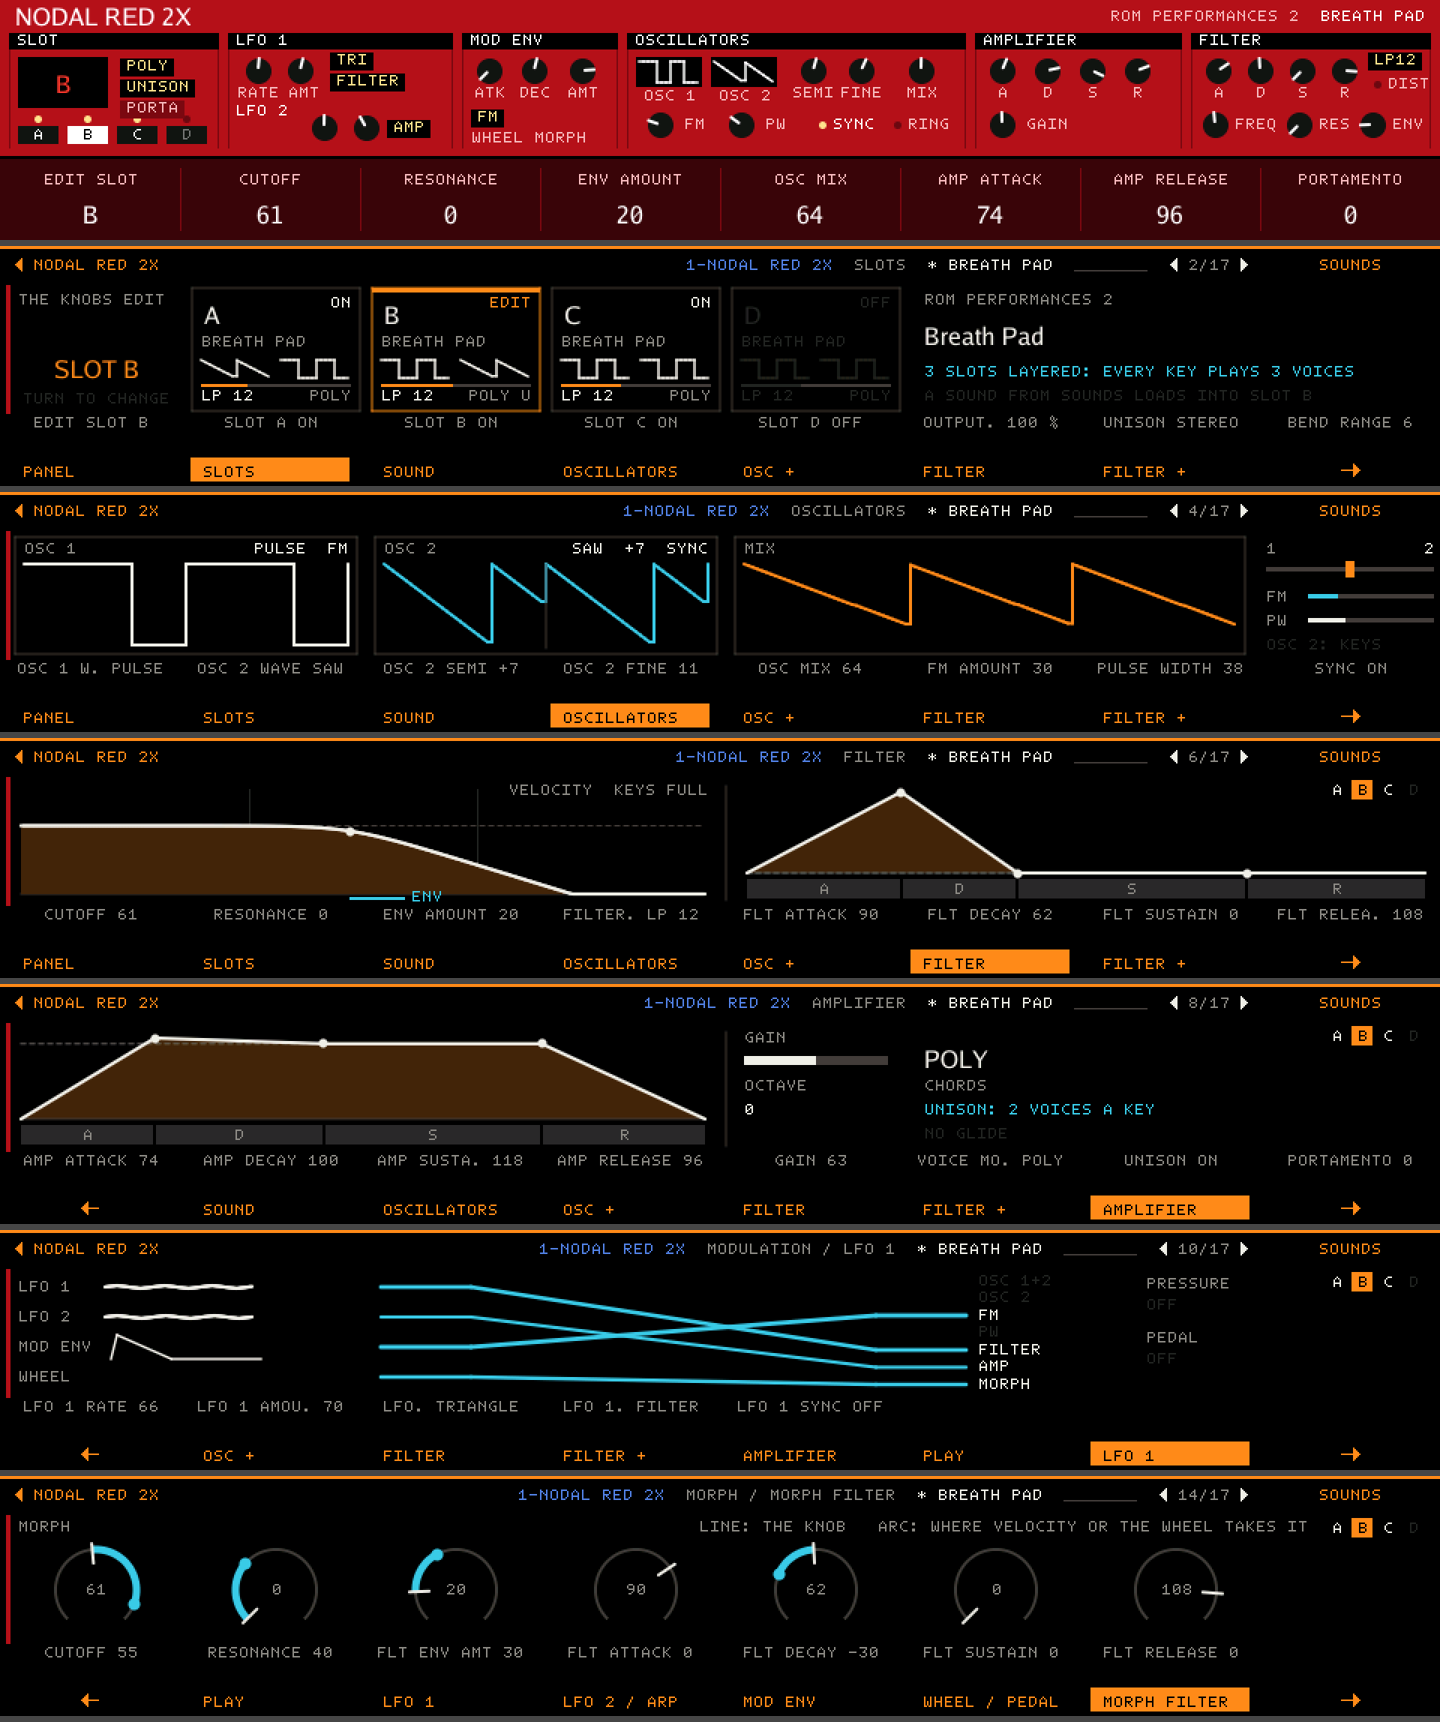 NODAL RED 2X ROM PERFORMANCES 2 BREATH PAD
SLOT LFO 1 MOD ENV OSCILLATORS AMPLIFIER FILTER
B POLY UNISON PORTA A B C D
RATE AMT TRI FILTER LFO 2 AMP
ATK DEC AMT FM WHEEL MORPH
OSC 1 OSC 2 SEMI FINE MIX FM PW SYNC RING
A D S R GAIN
A D S R LP12 DIST FREQ RES ENV
EDIT SLOT CUTOFF RESONANCE ENV AMOUNT OSC MIX AMP ATTACK AMP RELEASE PORTAMENTO
B 61 0 20 64 74 96 0
NODAL RED 2X 1-NODAL RED 2X SLOTS * BREATH PAD 2/17 SOUNDS
THE KNOBS EDIT ON EDIT ON OFF ROM PERFORMANCES 2
A B C D
SLOT B BREATH PAD BREATH PAD BREATH PAD BREATH PAD Breath Pad
3 SLOTS LAYERED: EVERY KEY PLAYS 3 VOICES
TURN TO CHANGE LP 12 POLY LP 12 POLY U LP 12 POLY LP 12 POLY A SOUND FROM SOUNDS LOADS INTO SLOT B
EDIT SLOT B SLOT A ON SLOT B ON SLOT C ON SLOT D OFF OUTPUT. 100 % UNISON STEREO BEND RANGE 6
PANEL SLOTS SOUND OSCILLATORS OSC + FILTER FILTER + →
NODAL RED 2X 1-NODAL RED 2X OSCILLATORS * BREATH PAD 4/17 SOUNDS
OSC 1 PULSE FM OSC 2 SAW +7 SYNC MIX 1 2
FM
PW
OSC 2: KEYS
OSC 1 W. PULSE OSC 2 WAVE SAW OSC 2 SEMI +7 OSC 2 FINE 11 OSC MIX 64 FM AMOUNT 30 PULSE WIDTH 38 SYNC ON
PANEL SLOTS SOUND OSCILLATORS OSC + FILTER FILTER + →
NODAL RED 2X 1-NODAL RED 2X FILTER * BREATH PAD 6/17 SOUNDS
VELOCITY KEYS FULL A B C D
ENV A D S R
CUTOFF 61 RESONANCE 0 ENV AMOUNT 20 FILTER. LP 12 FLT ATTACK 90 FLT DECAY 62 FLT SUSTAIN 0 FLT RELEA. 108
PANEL SLOTS SOUND OSCILLATORS OSC + FILTER FILTER + →
NODAL RED 2X 1-NODAL RED 2X AMPLIFIER * BREATH PAD 8/17 SOUNDS
GAIN A B C D
POLY
OCTAVE CHORDS
0 UNISON: 2 VOICES A KEY
A D S R NO GLIDE
AMP ATTACK 74 AMP DECAY 100 AMP SUSTA. 118 AMP RELEASE 96 GAIN 63 VOICE MO. POLY UNISON ON PORTAMENTO 0
← SOUND OSCILLATORS OSC + FILTER FILTER + AMPLIFIER →
NODAL RED 2X 1-NODAL RED 2X MODULATION / LFO 1 * BREATH PAD 10/17 SOUNDS
LFO 1 OSC 1+2 PRESSURE A B C D
OSC 2 OFF
LFO 2 FM
PW PEDAL
MOD ENV FILTER OFF
AMP
WHEEL MORPH
LFO 1 RATE 66 LFO 1 AMOU. 70 LFO. TRIANGLE LFO 1. FILTER LFO 1 SYNC OFF
← OSC + FILTER FILTER + AMPLIFIER PLAY LFO 1 →
NODAL RED 2X 1-NODAL RED 2X MORPH / MORPH FILTER * BREATH PAD 14/17 SOUNDS
MORPH LINE: THE KNOB ARC: WHERE VELOCITY OR THE WHEEL TAKES IT A B C D
61 0 20 90 62 0 108
CUTOFF 55 RESONANCE 40 FLT ENV AMT 30 FLT ATTACK 0 FLT DECAY -30 FLT SUSTAIN 0 FLT RELEASE 0
← PLAY LFO 1 LFO 2 / ARP MOD ENV WHEEL / PEDAL MORPH FILTER →